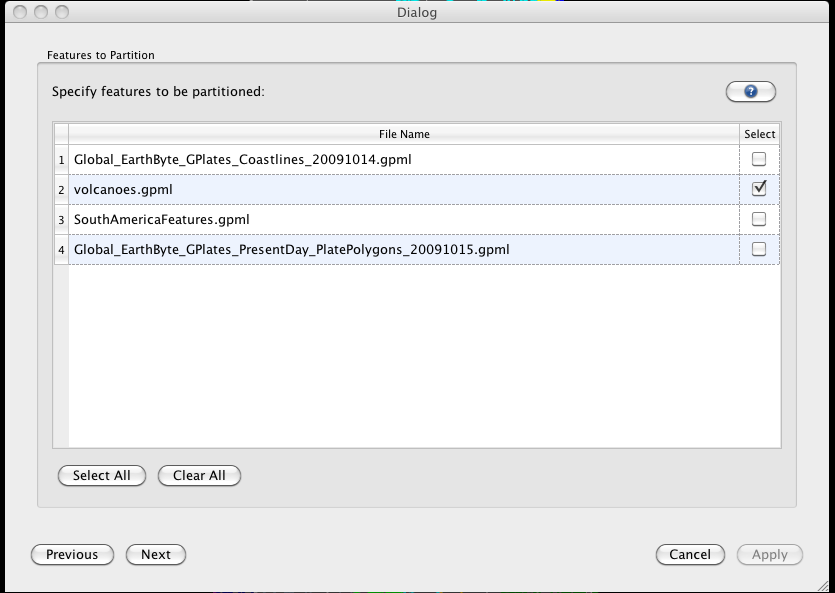 Dialog
Features to Partition
Specify features to be partitioned:
?
File Name Select
1 Global_EarthByte_GPlates_Coastlines_20091014.gpml
2 volcanoes.gpml
3 SouthAmericaFeatures.gpml
4 Global_EarthByte_GPlates_PresentDay_PlatePolygons_20091015.gpml
Select All Clear All
Previous Next Cancel Apply